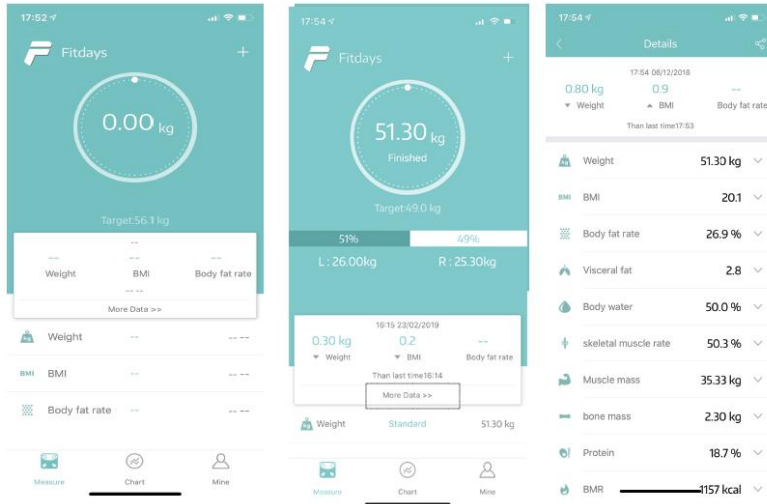 17:52
Fitdays
+
0.00 kg
Target:56.1 kg
--
-- -- --
Weight BMI Body fat rate
-- --
More Data >>
Weight -- -- --
BMI BMI -- -- --
Body fat rate -- -- --
Measure Chart Mine
17:54
Fitdays
+
51.30 kg
Finished
Target:49.0 kg
51% 49%
L : 26.00kg R : 25.30kg
16:15 23/02/2019
0.30 kg 0.2 --
Weight BMI Body fat rate
Than last time16:14
More Data >>
Weight Standard 51.30 kg
Measure Chart Mine
17:54
Details
17:54 08/12/2018
0.80 kg 0.9 --
Weight BMI Body fat rate
Than last time17:53
Weight 51.30 kg
BMI BMI 20.1
Body fat rate 26.9 %
Visceral fat 2.8
Body water 50.0 %
skeletal muscle rate 50.3 %
Muscle mass 35.33 kg
bone mass 2.30 kg
Protein 18.7 %
BMR 1157 kcal